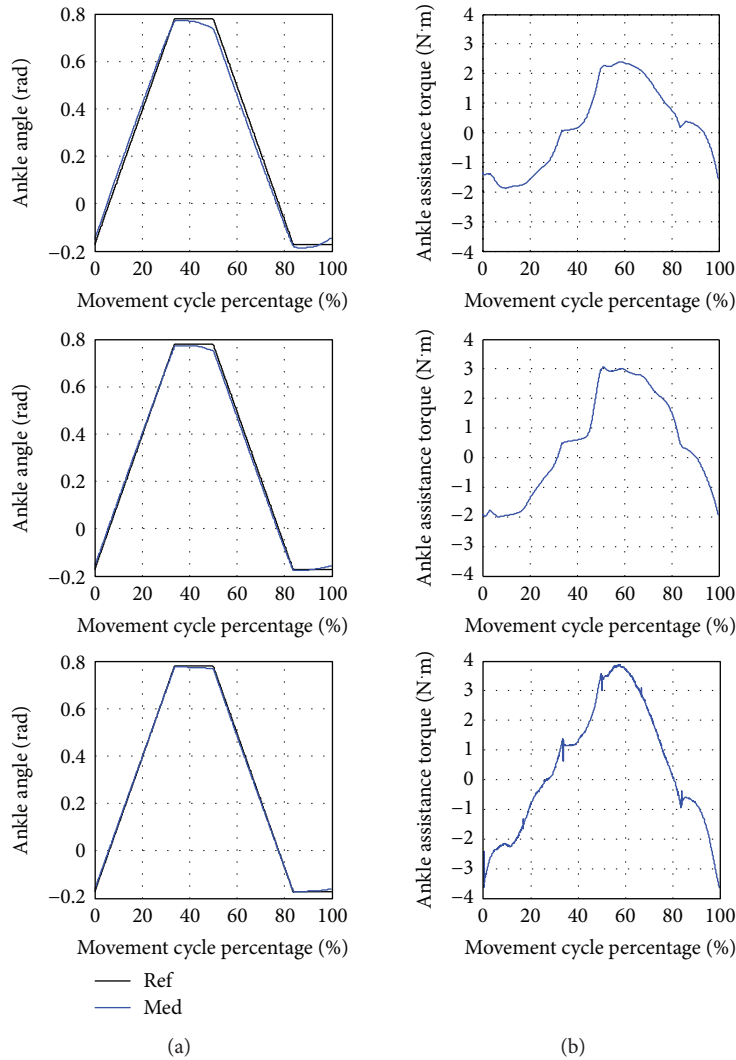 0.8
0.6
0.4
0.2
0
−0.2
Ankle angle (rad)
0 20 40 60 80 100
Movement cycle percentage (%)
4
3
2
1
0
−1
−2
−3
−4
Ankle assistance torque (N·m)
0 20 40 60 80 100
Movement cycle percentage (%)
0.8
0.6
0.4
0.2
0
−0.2
Ankle angle (rad)
0 20 40 60 80 100
Movement cycle percentage (%)
4
3
2
1
0
−1
−2
−3
−4
Ankle assistance torque (N·m)
0 20 40 60 80 100
Movement cycle percentage (%)
0.8
0.6
0.4
0.2
0
−0.2
Ankle angle (rad)
0 20 40 60 80 100
Movement cycle percentage (%)
Ref
Med
(a)
4
3
2
1
0
−1
−2
−3
−4
Ankle assistance torque (N·m)
0 20 40 60 80 100
Movement cycle percentage (%)
(b)